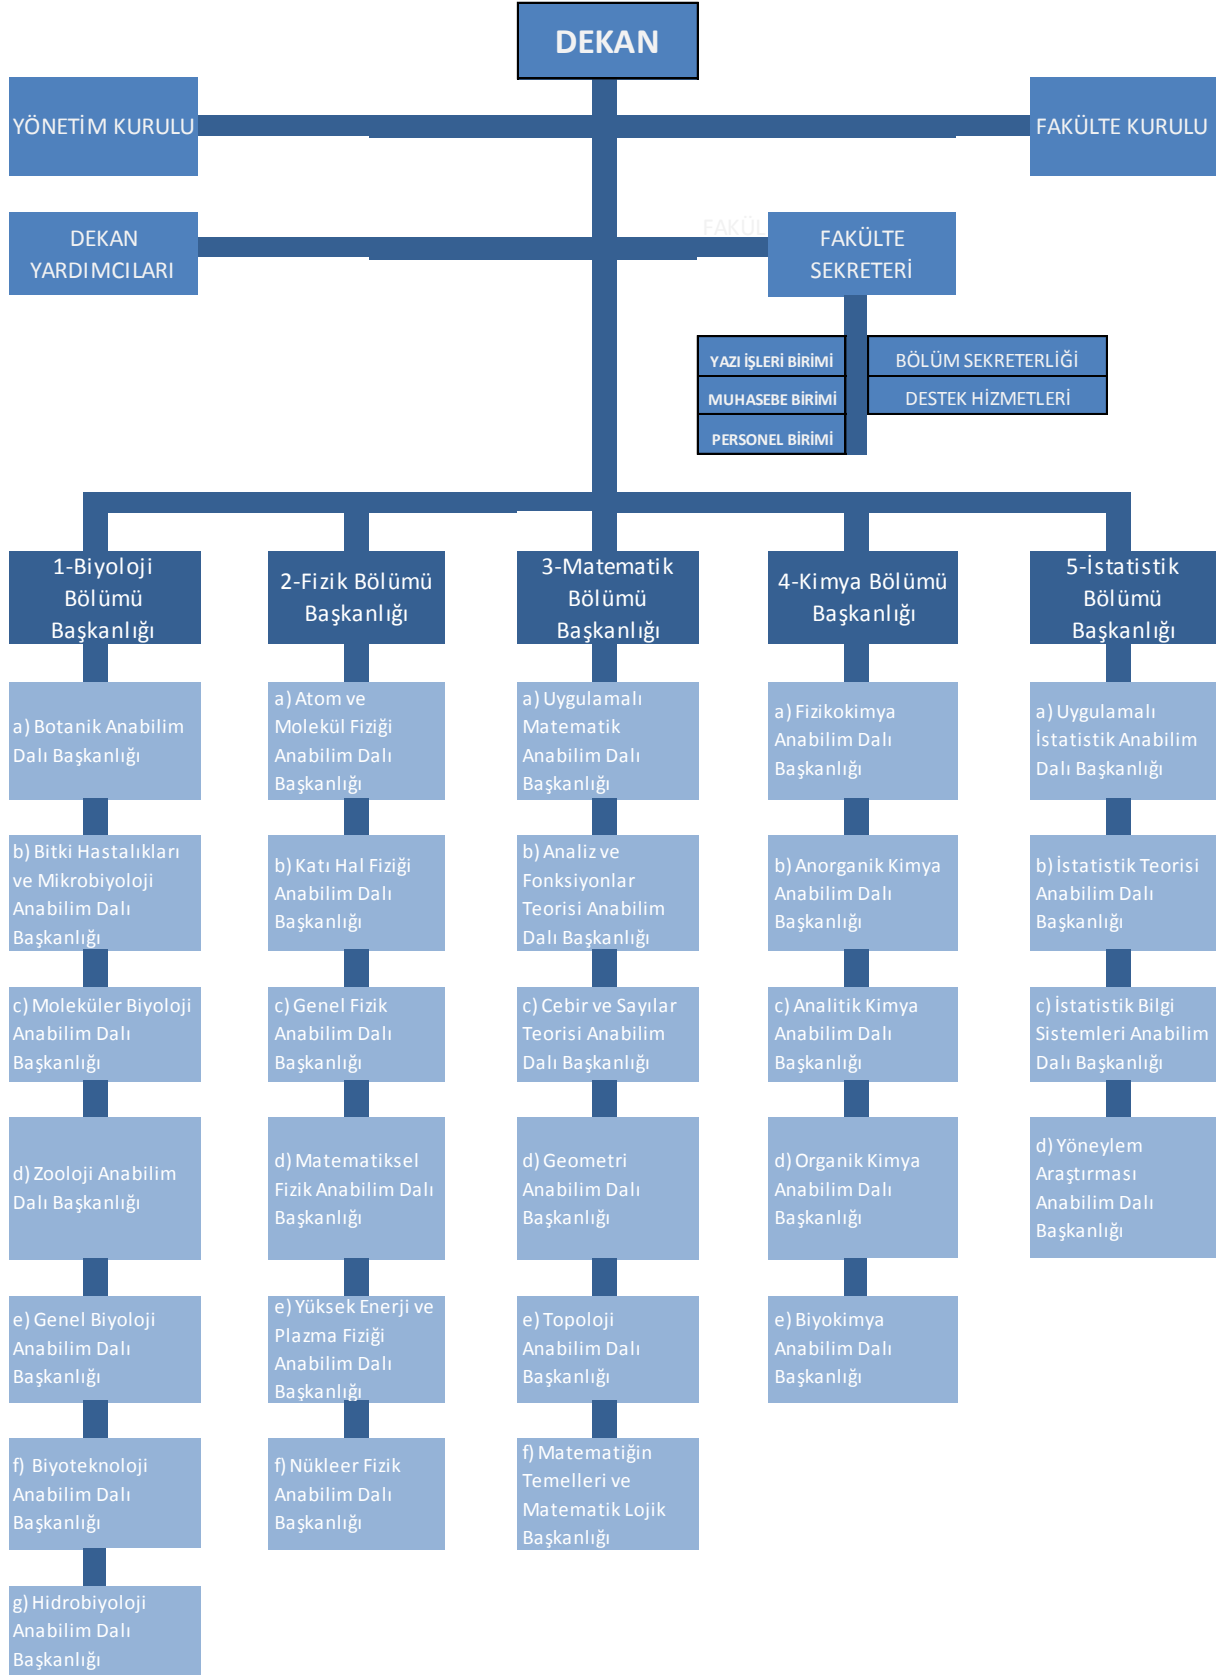 DEKAN
YÖNETİM KURULU
FAKÜLTE KURULU
DEKAN
YARDIMCILARI
FAKÜL
FAKÜLTE
SEKRETERİ
YAZI İŞLERİ BİRİMİ
BÖLÜM SEKRETERLİĞİ
MUHASEBE BİRİMİ
DESTEK HİZMETLERİ
PERSONEL BİRİMİ
1-Biyoloji
Bölümü
Başkanlığı
2-Fizik Bölümü
Başkanlığı
3-Matematik
Bölümü
Başkanlığı
4-Kimya Bölümü
Başkanlığı
5-İstatistik
Bölümü
Başkanlığı
a) Botanik Anabilim
Dalı Başkanlığı
a) Atom ve
Molekül Fiziği
Anabilim Dalı
Başkanlığı
a) Uygulamalı
Matematik
Anabilim Dalı
Başkanlığı
a) Fizikokimya
Anabilim Dalı
Başkanlığı
a) Uygulamalı
İstatistik Anabilim
Dalı Başkanlığı
b) Bitki Hastalıkları
ve Mikrobiyoloji
Anabilim Dalı
Başkanlığı
b) Katı Hal Fiziği
Anabilim Dalı
Başkanlığı
b) Analiz ve
Fonksiyonlar
Teorisi Anabilim
Dalı Başkanlığı
b) Anorganik Kimya
Anabilim Dalı
Başkanlığı
b) İstatistik Teorisi
Anabilim Dalı
Başkanlığı
c) Moleküler Biyoloji
Anabilim Dalı
Başkanlığı
c) Genel Fizik
Anabilim Dalı
Başkanlığı
c) Cebir ve Sayılar
Teorisi Anabilim
Dalı Başkanlığı
c) Analitik Kimya
Anabilim Dalı
Başkanlığı
c) İstatistik Bilgi
Sistemleri Anabilim
Dalı Başkanlığı
d) Zooloji Anabilim
Dalı Başkanlığı
d) Matematiksel
Fizik Anabilim Dalı
Başkanlığı
d) Geometri
Anabilim Dalı
Başkanlığı
d) Organik Kimya
Anabilim Dalı
Başkanlığı
d) Yöneylem
Araştırması
Anabilim Dalı
Başkanlığı
e) Genel Biyoloji
Anabilim Dalı
Başkanlığı
e) Yüksek Enerji ve
Plazma Fiziği
Anabilim Dalı
Başkanlığı
e) Topoloji
Anabilim Dalı
Başkanlığı
e) Biyokimya
Anabilim Dalı
Başkanlığı
f) Biyoteknoloji
Anabilim Dalı
Başkanlığı
f) Nükleer Fizik
Anabilim Dalı
Başkanlığı
f) Matematiğin
Temelleri ve
Matematik Lojik
Başkanlığı
g) Hidrobiyoloji
Anabilim Dalı
Başkanlığı